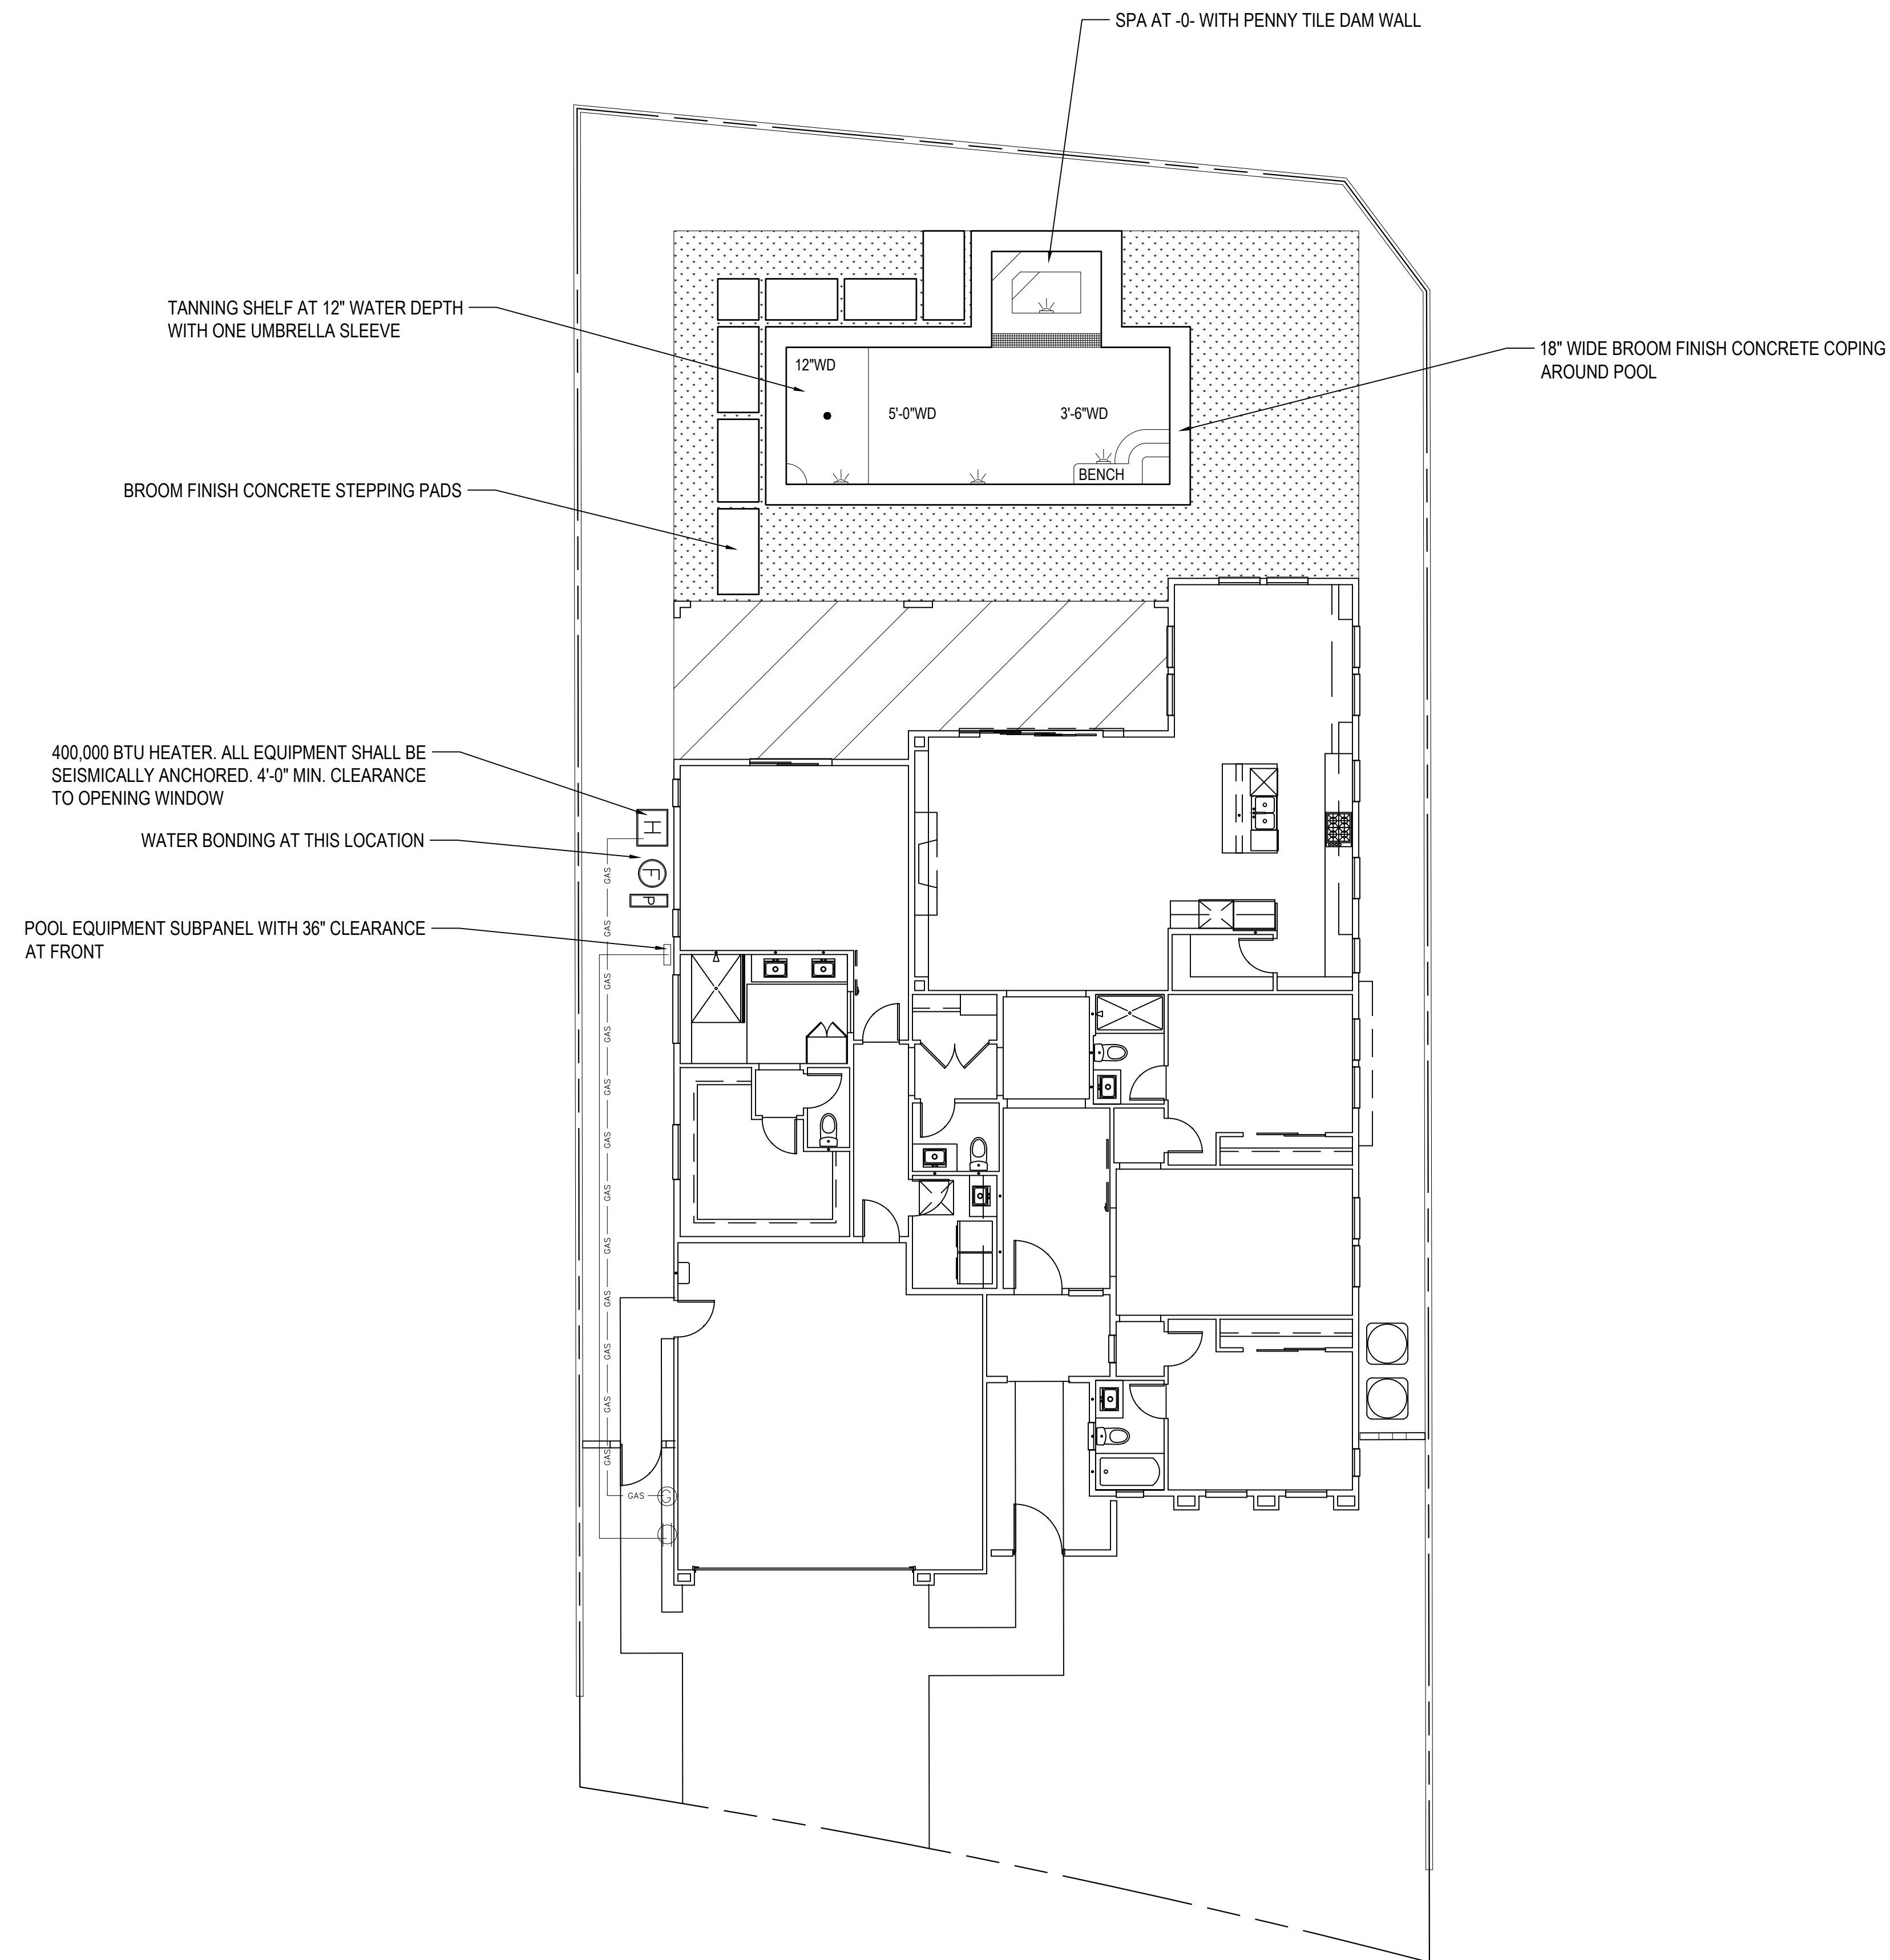 SPA AT -0- WITH PENNY TILE DAM WALL
TANNING SHELF AT 12" WATER DEPTH
WITH ONE UMBRELLA SLEEVE
18" WIDE BROOM FINISH CONCRETE COPING
AROUND POOL
12"WD
5'-0"WD
3'-6"WD
BENCH
BROOM FINISH CONCRETE STEPPING PADS
400,000 BTU HEATER. ALL EQUIPMENT SHALL BE
SEISMICALLY ANCHORED. 4'-0" MIN. CLEARANCE
TO OPENING WINDOW
H
WATER BONDING AT THIS LOCATION
F
P
POOL EQUIPMENT SUBPANEL WITH 36" CLEARANCE
AT FRONT
GAS
GAS
GAS
GAS
GAS
GAS
GAS
GAS
GAS
GAS
GAS
GAS
GAS
G